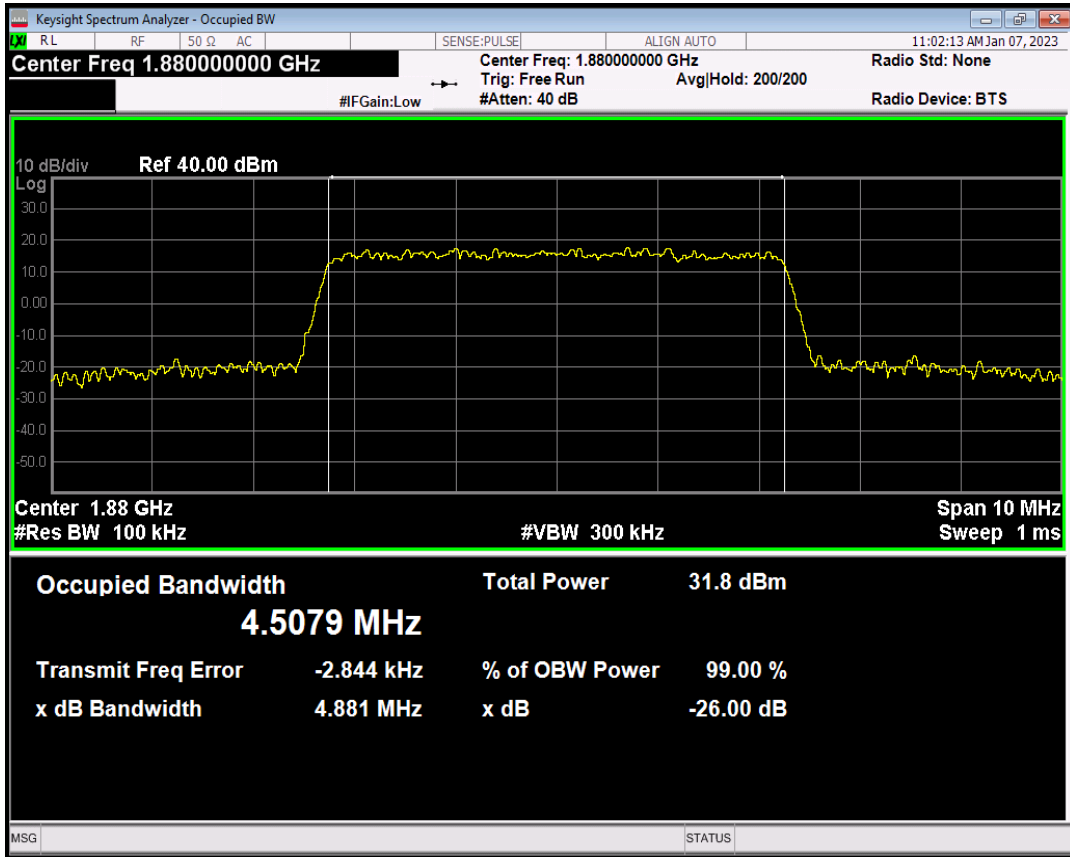 Keysight Spectrum Analyzer - Occupied BW
LXI RL RF 50 Ω AC SENSE:PULSE ALIGN AUTO 11:02:13 AM Jan 07, 2023
Center Freq 1.880000000 GHz Center Freq: 1.880000000 GHz Radio Std: None
Trig: Free Run Avg|Hold: 200/200
#IFGain:Low #Atten: 40 dB Radio Device: BTS
10 dB/div Ref 40.00 dBm
Log
30.0
20.0
10.0
0.00
-10.0
-20.0
-30.0
-40.0
-50.0
Center 1.88 GHz Span 10 MHz
#Res BW 100 kHz #VBW 300 kHz Sweep 1 ms
Occupied Bandwidth Total Power 31.8 dBm
4.5079 MHz
Transmit Freq Error -2.844 kHz % of OBW Power 99.00 %
x dB Bandwidth 4.881 MHz x dB -26.00 dB
MSG STATUS